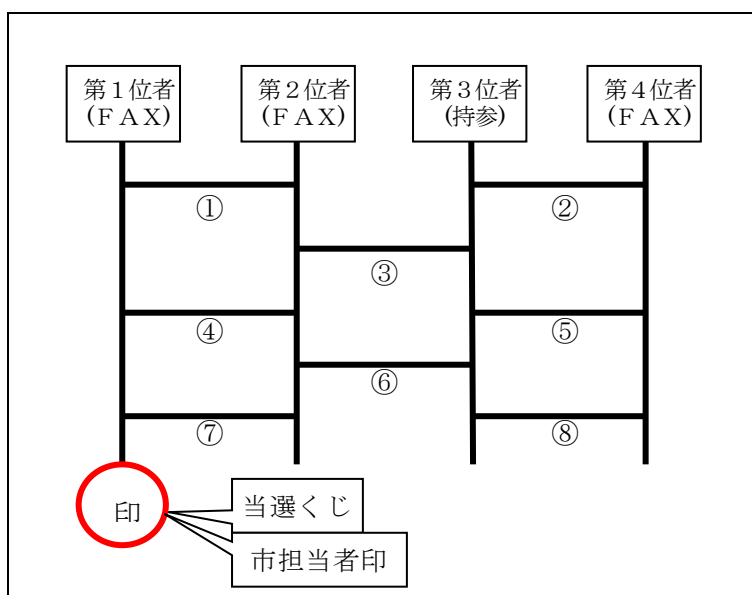 第１位者
(ＦＡＸ)
第２位者
(ＦＡＸ)
第３位者
(持参)
第４位者
(ＦＡＸ)
①
②
③
④
⑤
⑥
⑦
⑧
印
当選くじ
市担当者印